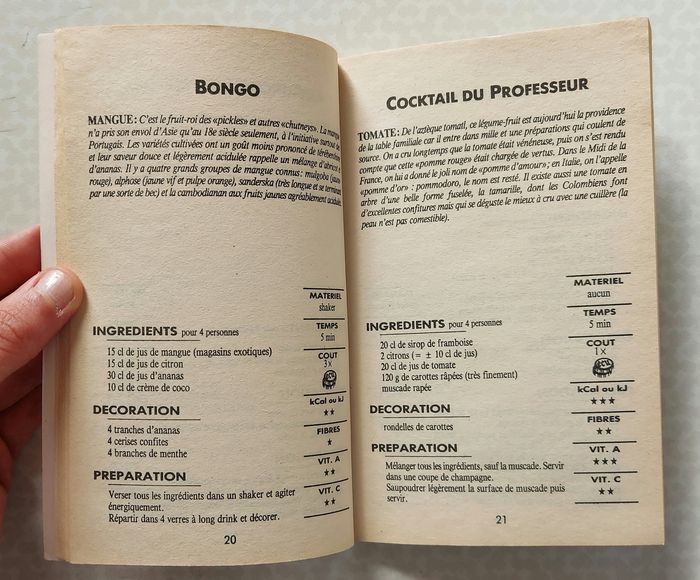 BONGO
MANGUE : C'est le fruit-roi des «pickles» et autres «chutneys». La mangue
n'a pris son envol d'Asie qu'au 18e siècle seulement, à l'initiative surtout de
Portugais. Les variétés cultivées ont un goût moins prononcé de térébenthine
et leur saveur douce et légèrement acidulée rappelle un mélange d'abricot et
d'ananas. Il y a quatre grands groupes de mangue connus : mulgoba (jaune
rouge), alphose (jaune vif et pulpe orange), sanderska (très longue et se terminant
par une sorte de bec) et la cambodianan aux fruits jaunes agréablement acidulés.
MATERIEL
shaker
INGREDIENTS pour 4 personnes
TEMPS
5 min
15 cl de jus de mangue (magasins exotiques)
15 cl de jus de citron
30 cl de jus d'ananas
10 cl de crème de coco
COUT
3 x
ECU
DECORATION
kCal ou kJ
★★
4 tranches d'ananas
4 cerises confites
4 branches de menthe
FIBRES
★
PREPARATION
VIT. A
★★
Verser tous les ingrédients dans un shaker et agiter
énergiquement.
Répartir dans 4 verres à long drink et décorer.
VIT. C
★★
20
COCKTAIL DU PROFESSEUR
TOMATE : De l'aztèque tomatl, ce légume-fruit est aujourd'hui la providence
de la table familiale car il entre dans mille et une préparations qui coulent de
source. On a cru longtemps que la tomate était vénéneuse, puis on s'est rendu
compte que cette «pomme rouge» était chargée de vertus. Dans le Midi de la
France, on lui a donné le joli nom de «pomme d'amour» ; en Italie, on l'appelle
«pomme d'or» : pommodoro, le nom est resté. Il existe aussi une tomate en
arbre d'une belle forme fuselée, la tamarille, dont les Colombiens font
d'excellentes confitures mais qui se déguste le mieux à cru avec une cuillère (la
peau n'est pas comestible).
MATERIEL
aucun
INGREDIENTS pour 4 personnes
TEMPS
5 min
20 cl de sirop de framboise
2 citrons (= ± 10 cl de jus)
20 cl de jus de tomate
120 g de carottes râpées (très finement)
muscade rapée
COUT
1 x
ECU
DECORATION
kCal ou kJ
★★★
rondelles de carottes
FIBRES
★★
PREPARATION
VIT. A
★★★
Mélanger tous les ingrédients, sauf la muscade. Servir
dans une coupe de champagne.
Saupoudrer légèrement la surface de muscade puis
servir.
VIT. C
★★
21